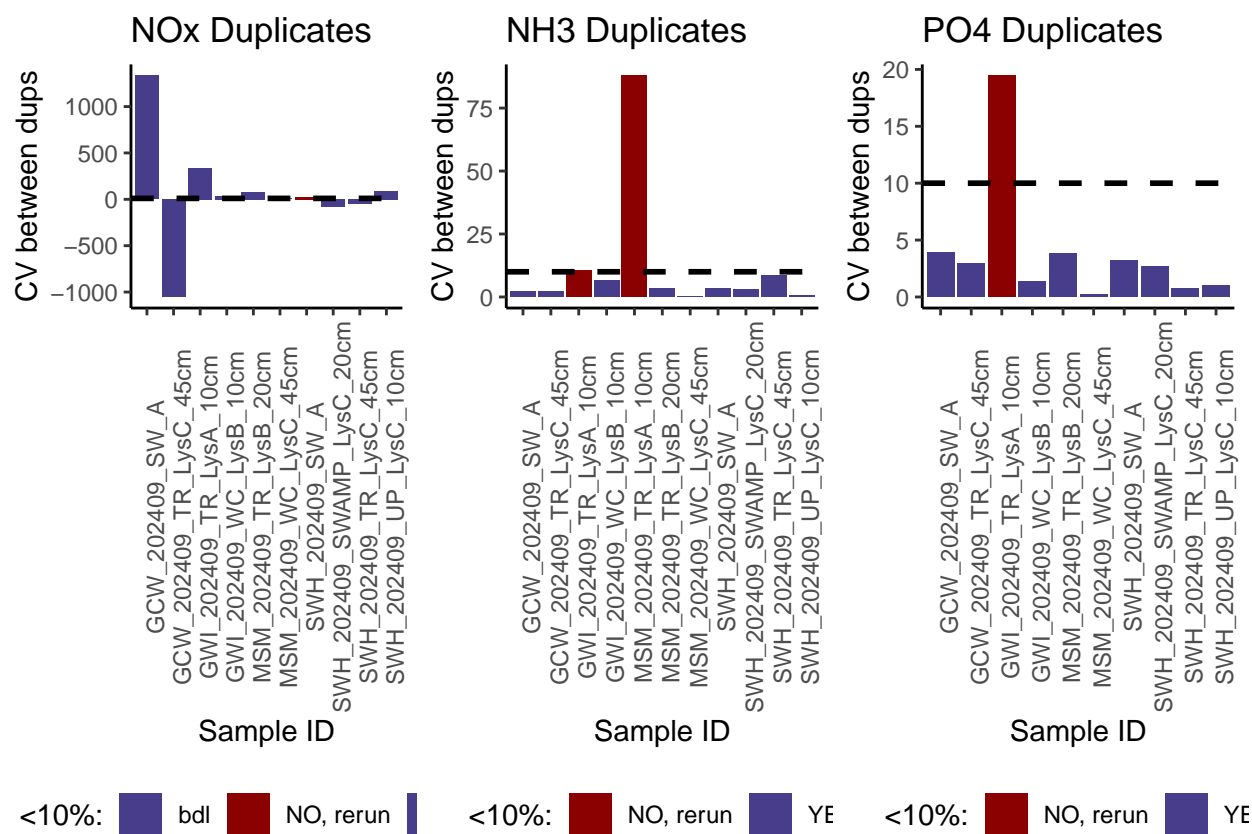 NOx Duplicates
CV between dups
1000
500
0
−500
−1000
GCW_202409_SW_A
GCW_202409_TR_LysC_45cm
GWI_202409_TR_LysA_10cm
GWI_202409_WC_LysB_10cm
MSM_202409_TR_LysB_20cm
MSM_202409_WC_LysC_45cm
SWH_202409_SW_A
SWH_202409_SWAMP_LysC_20cm
SWH_202409_TR_LysC_45cm
SWH_202409_UP_LysC_10cm
Sample ID
<10%: bdl NO, rerun
NH3 Duplicates
CV between dups
75
50
25
0
GCW_202409_SW_A
GCW_202409_TR_LysC_45cm
GWI_202409_TR_LysA_10cm
GWI_202409_WC_LysB_10cm
MSM_202409_TR_LysA_10cm
MSM_202409_TR_LysB_20cm
MSM_202409_WC_LysC_45cm
SWH_202409_SW_A
SWH_202409_SWAMP_LysC_20cm
SWH_202409_TR_LysC_45cm
SWH_202409_UP_LysC_10cm
Sample ID
<10%: NO, rerun
PO4 Duplicates
CV between dups
20
15
10
5
0
GCW_202409_SW_A
GCW_202409_TR_LysC_45cm
GWI_202409_TR_LysA_10cm
GWI_202409_WC_LysB_10cm
MSM_202409_TR_LysA_10cm
MSM_202409_TR_LysB_20cm
MSM_202409_WC_LysC_45cm
SWH_202409_SW_A
SWH_202409_SWAMP_LysC_20cm
SWH_202409_TR_LysC_45cm
SWH_202409_UP_LysC_10cm
Sample ID
<10%: NO, rerun